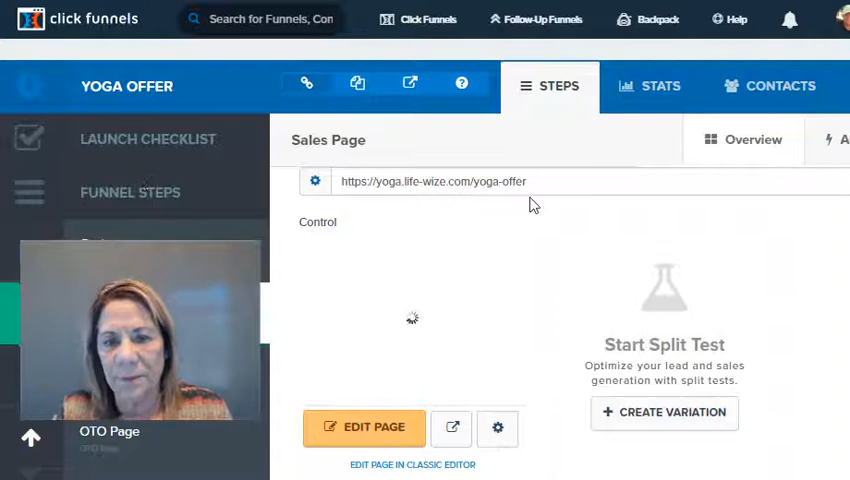 click funnels
Search for Funnels, Con
Click Funnels
Follow-Up Funnels
Backpack
Help
YOGA OFFER
STEPS
STATS
CONTACTS
LAUNCH CHECKLIST
Sales Page
Overview
FUNNEL STEPS
https://yoga.life-wize.com/yoga-offer
Control
Start Split Test
Optimize your lead and sales
generation with split tests.
+ CREATE VARIATION
EDIT PAGE
OTO Page
EDIT PAGE IN CLASSIC EDITOR